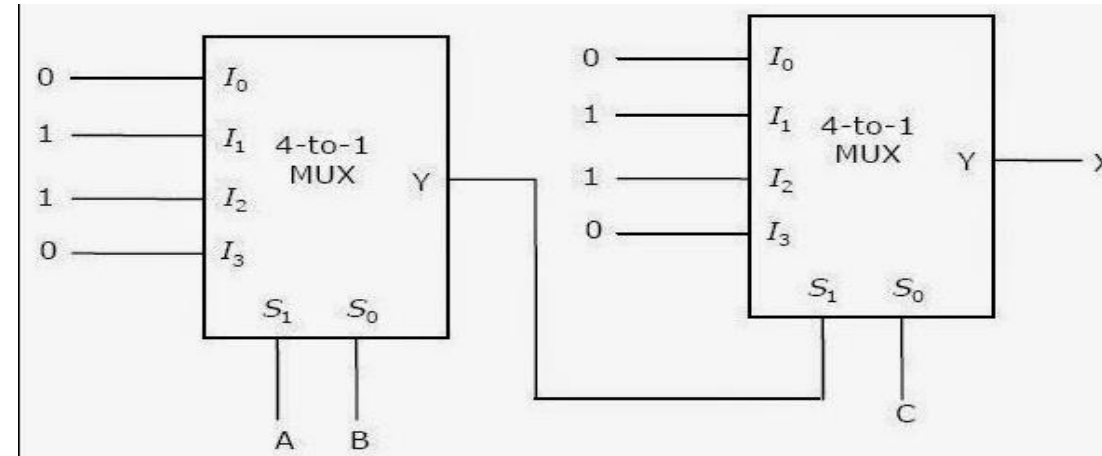 0 I0
1 I1
1 I2
0 I3
4-to-1
MUX
Y
S1 S0
A B
0 I0
1 I1
1 I2
0 I3
4-to-1
MUX
Y
X
S1 S0
C